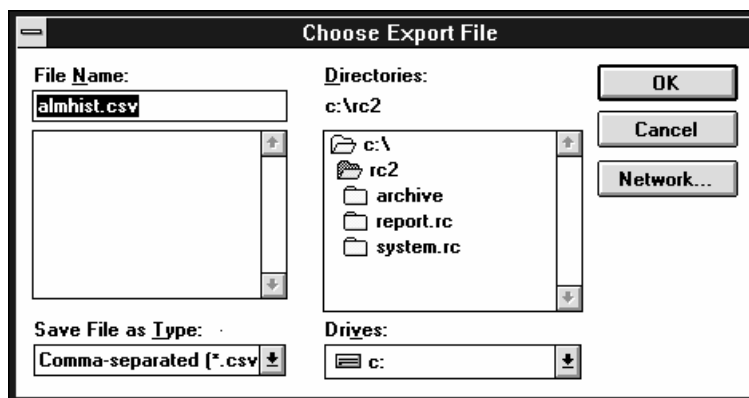 Choose Export File
File Name:
almhist.csv
Directories:
c:\rc2
c:\
rc2
archive
report.rc
system.rc
OK
Cancel
Network...
Save File as Type:
Comma-separated (*.csv
Drives:
c: